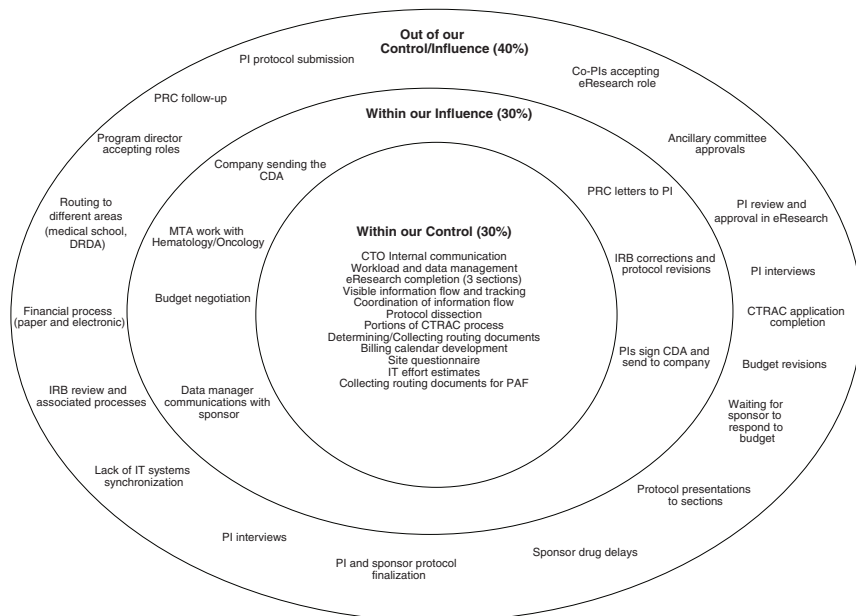 Out of our
Control/Influence (40%)
PI protocol submission
Co-PIs accepting
eResearch role
PRC follow-up
Within our Influence (30%)
Program director
accepting roles
Ancillary committee
approvals
Company sending the
CDA
PRC letters to PI
Routing to
different areas
(medical school,
DRDA)
PI review and
approval in eResearch
MTA work with
Hematology/Oncology
Within our Control (30%)
CTO Internal communication
Workload and data management
eResearch completion (3 sections)
Visible information flow and tracking
Coordination of information flow
Protocol dissection
Portions of CTRAC process
Determining/Collecting routing documents
Billing calendar development
Site questionnaire
IT effort estimates
Collecting routing documents for PAF
IRB corrections and
protocol revisions
PI interviews
Budget negotiation
Financial process
(paper and electronic)
CTRAC application
completion
PIs sign CDA and
send to company
Budget revisions
IRB review and
associated processes
Data manager
communications with
sponsor
Waiting for
sponsor to
respond to
budget
Lack of IT systems
synchronization
Protocol presentations
to sections
PI interviews
PI and sponsor protocol
finalization
Sponsor drug delays